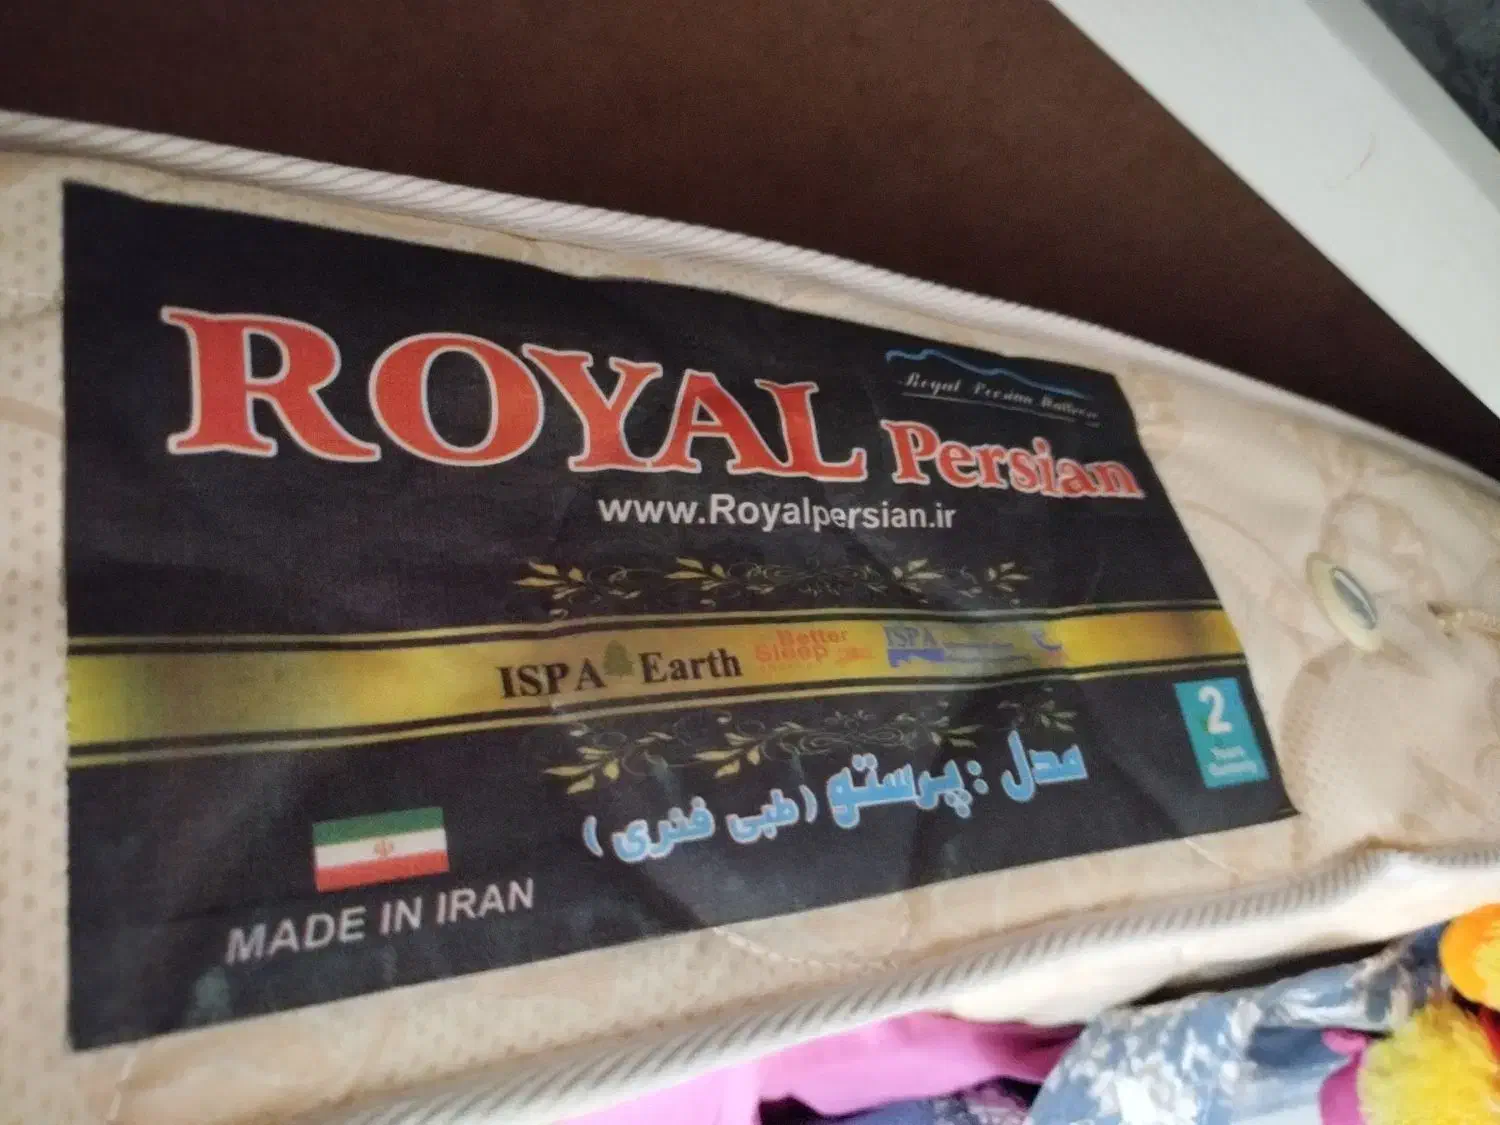 ROYAL Persian
Royal Persian
www.Royalpersian.ir
ISPA Earth
Better
Sleep
ISPA
مدل : پرستو (طبی فنری)
2
Years
MADE IN IRAN